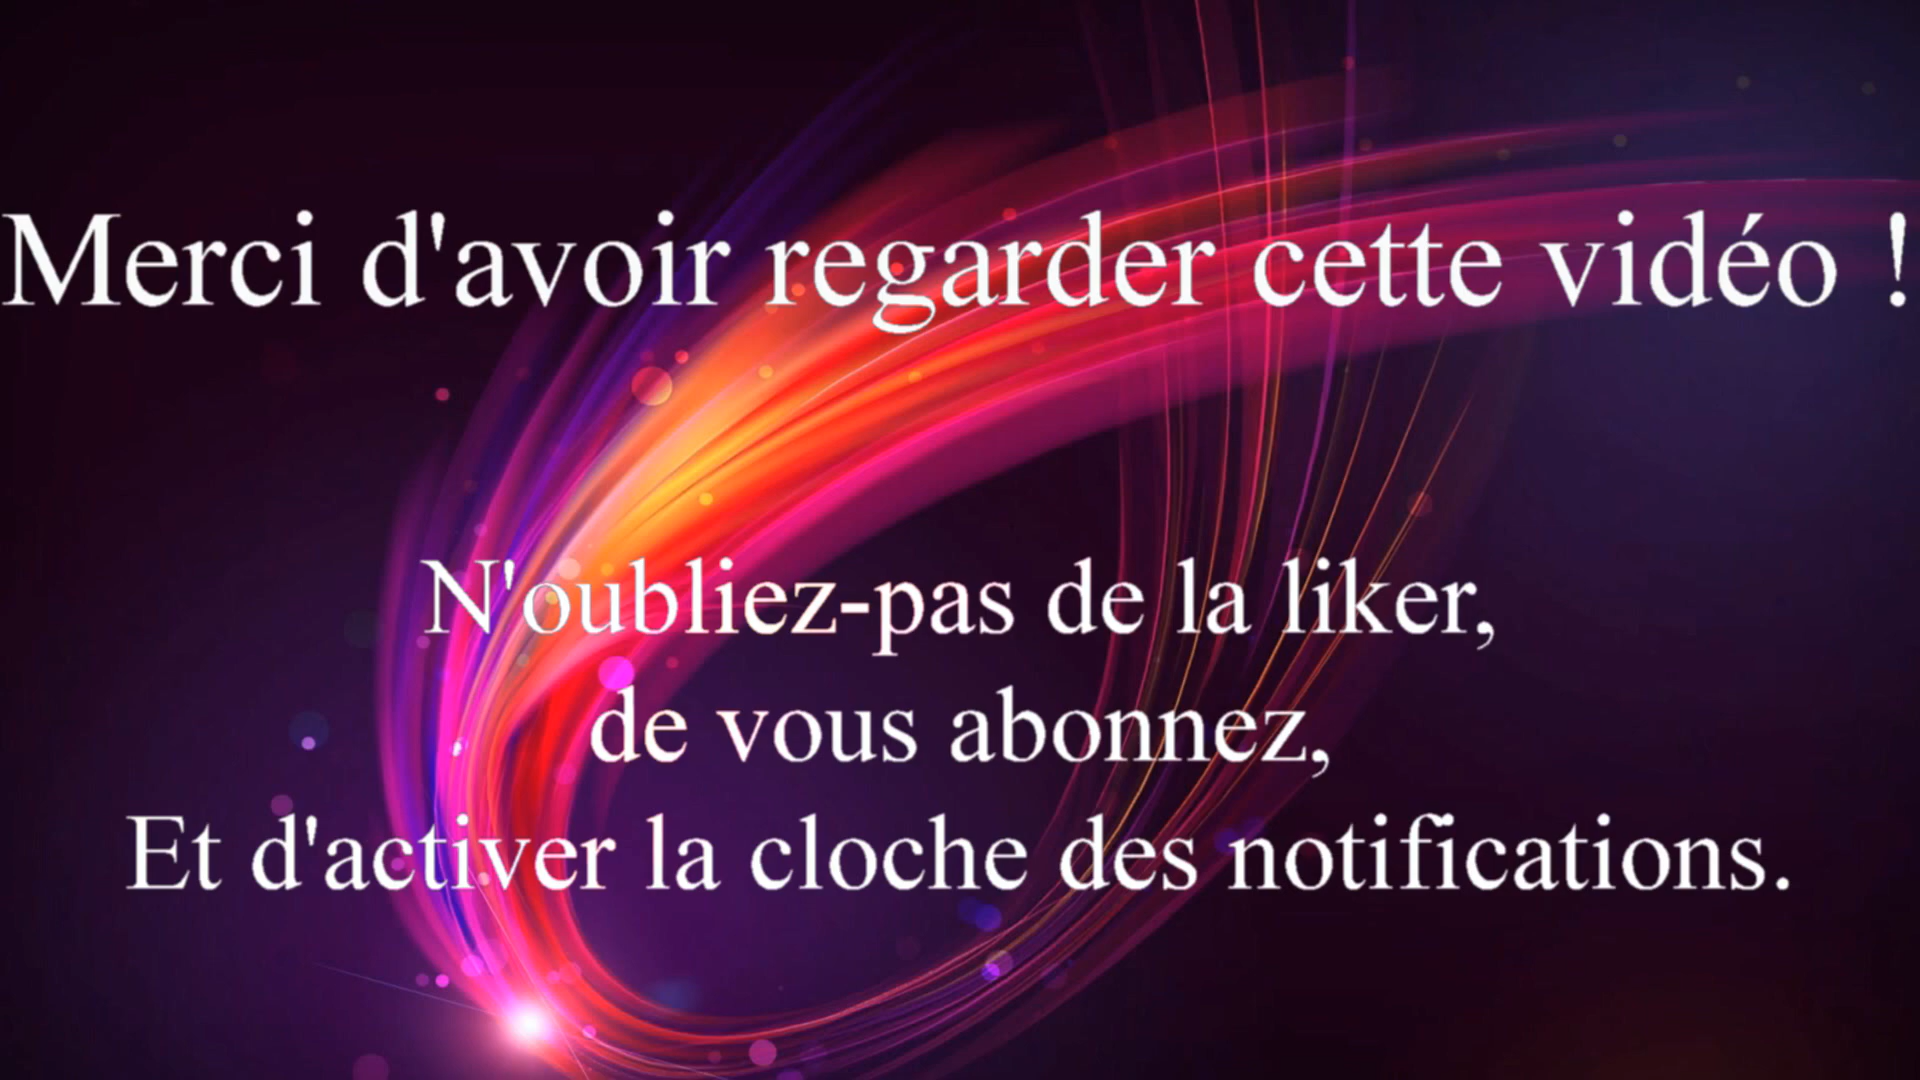 Merci d'avoir regarder cette vidéo !
N'oubliez-pas de la liker,
de vous abonnez,
Et d'activer la cloche des notifications.